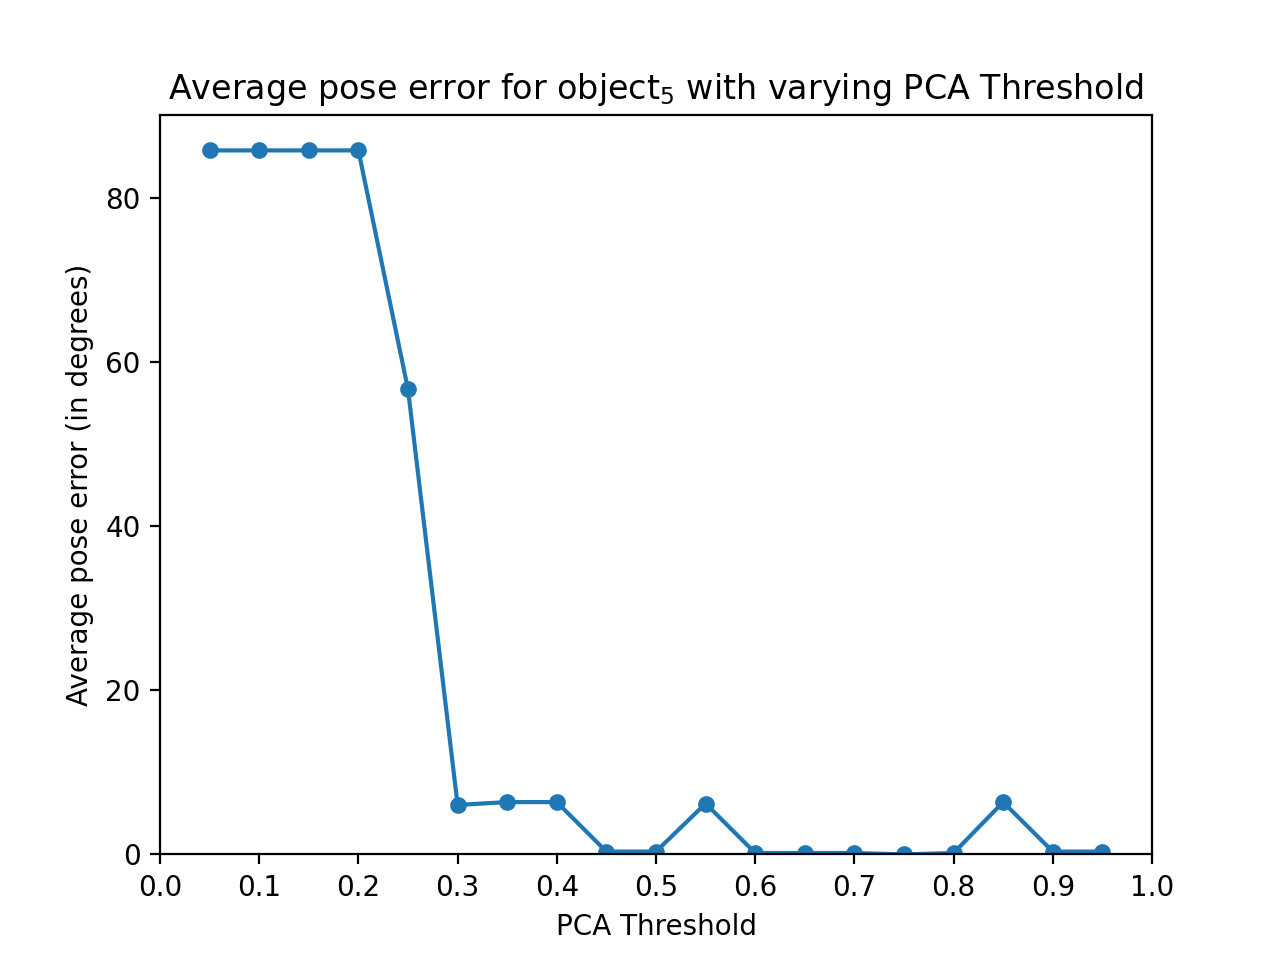 Average pose error for object₅ with varying PCA Threshold
Average pose error (in degrees)
80
60
40
20
0
0.0 0.1 0.2 0.3 0.4 0.5 0.6 0.7 0.8 0.9 1.0
PCA Threshold